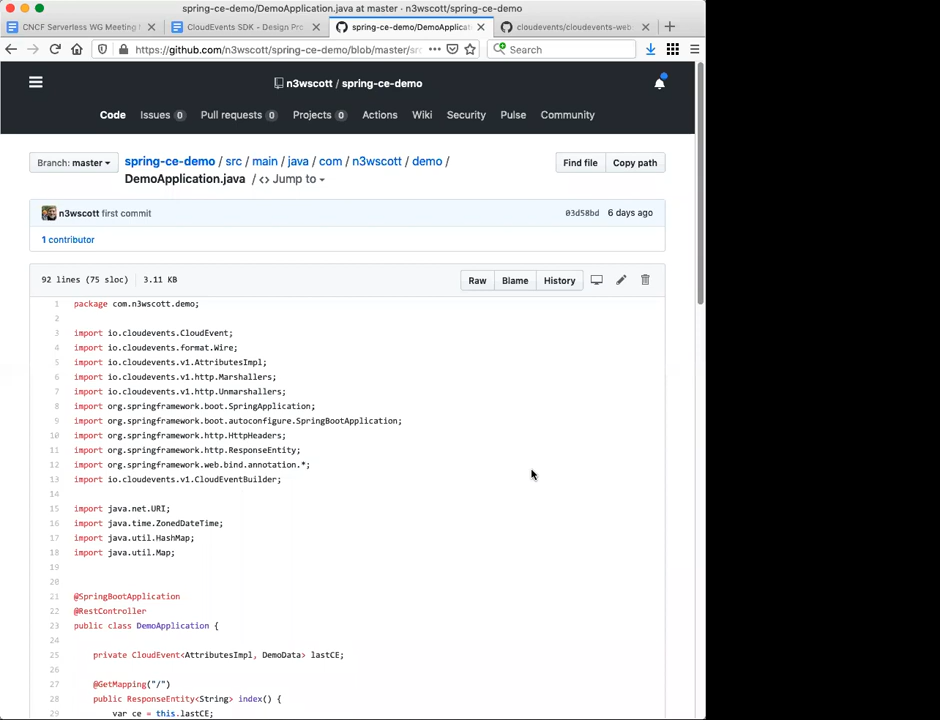 spring-ce-demo/DemoApplication.java at master · n3wscott/spring-ce-demo
CNCF Serverless WG Meeting
CloudEvents SDK - Design Pro
spring-ce-demo/DemoApplicati
cloudevents/cloudevents-web
https://github.com/n3wscott/spring-ce-demo/blob/master/src
Search
n3wscott / spring-ce-demo
Code Issues 0 Pull requests 0 Projects 0 Actions Wiki Security Pulse Community
Branch: master
spring-ce-demo / src / main / java / com / n3wscott / demo /
Find file Copy path
DemoApplication.java / <> Jump to
n3wscott first commit
03d58bd 6 days ago
1 contributor
92 lines (75 sloc) 3.11 KB
Raw Blame History
1 package com.n3wscott.demo;
2
3 import io.cloudevents.CloudEvent;
4 import io.cloudevents.format.Wire;
5 import io.cloudevents.v1.AttributesImpl;
6 import io.cloudevents.v1.http.Marshallers;
7 import io.cloudevents.v1.http.Unmarshallers;
8 import org.springframework.boot.SpringApplication;
9 import org.springframework.boot.autoconfigure.SpringBootApplication;
10 import org.springframework.http.HttpHeaders;
11 import org.springframework.http.ResponseEntity;
12 import org.springframework.web.bind.annotation.*;
13 import io.cloudevents.v1.CloudEventBuilder;
14
15 import java.net.URI;
16 import java.time.ZonedDateTime;
17 import java.util.HashMap;
18 import java.util.Map;
19
20
21 @SpringBootApplication
22 @RestController
23 public class DemoApplication {
24
25 private CloudEvent<AttributesImpl, DemoData> lastCE;
26
27 @GetMapping("/")
28 public ResponseEntity<String> index() {
29 var ce = this.lastCE;